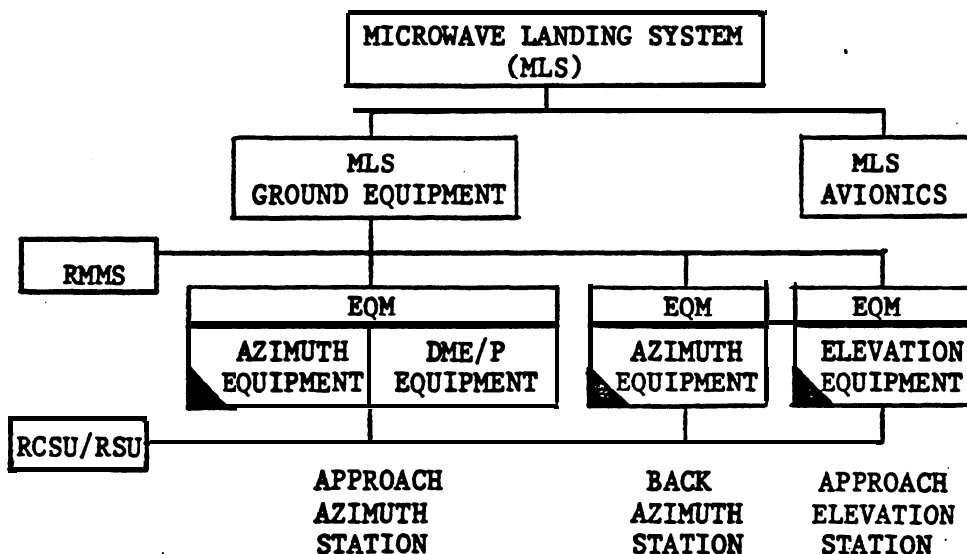 MICROWAVE LANDING SYSTEM
(MLS)
MLS
GROUND EQUIPMENT
MLS
AVIONICS
RMMS
EQM
EQM
EQM
AZIMUTH
EQUIPMENT
DME/P
EQUIPMENT
AZIMUTH
EQUIPMENT
ELEVATION
EQUIPMENT
RCSU/RSU
APPROACH
AZIMUTH
STATION
BACK
AZIMUTH
STATION
APPROACH
ELEVATION
STATION